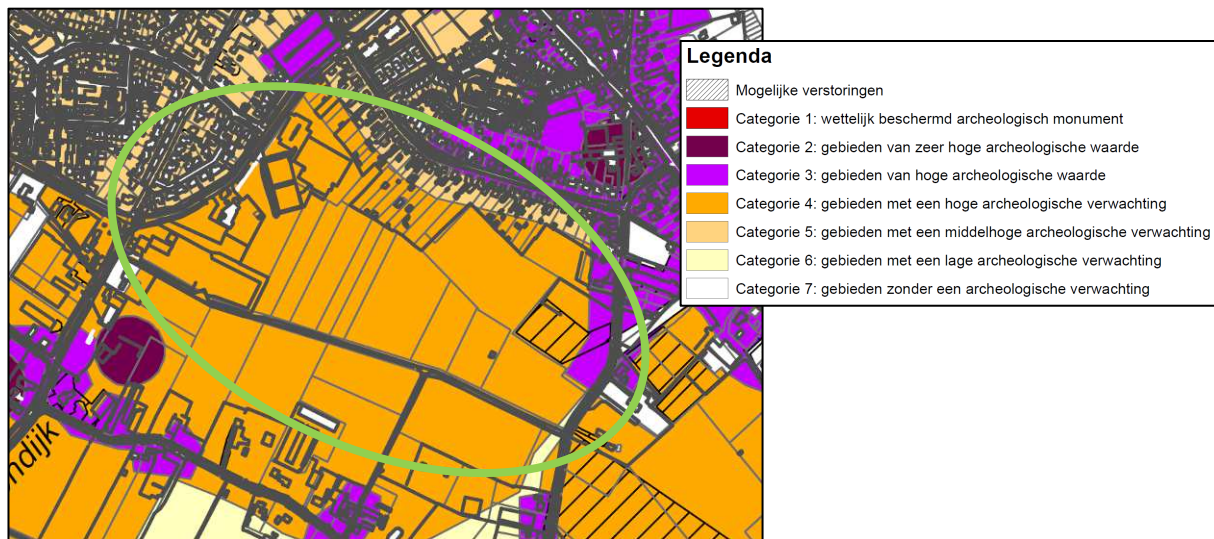 Legenda
Mogelijke verstoringen
Categorie 1: wettelijk beschermd archeologisch monument
Categorie 2: gebieden van zeer hoge archeologische waarde
Categorie 3: gebieden van hoge archeologische waarde
Categorie 4: gebieden met een hoge archeologische verwachting
Categorie 5: gebieden met een middelhoge archeologische verwachting
Categorie 6: gebieden met een lage archeologische verwachting
Categorie 7: gebieden zonder een archeologische verwachting
ndijk